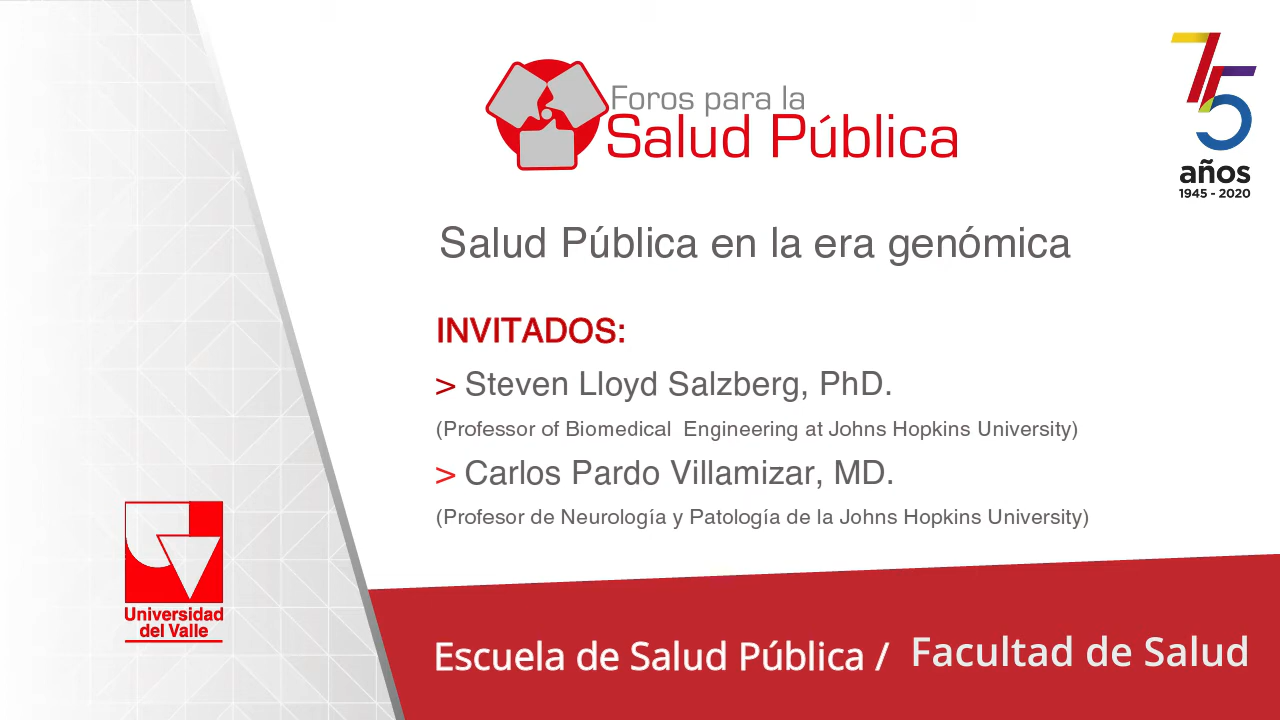 Foros para la
Salud Pública
75
años
1945 - 2020
Salud Pública en la era genómica
INVITADOS:
> Steven Lloyd Salzberg, PhD.
(Professor of Biomedical  Engineering at Johns Hopkins University)
> Carlos Pardo Villamizar, MD.
(Profesor de Neurología y Patología de la Johns Hopkins University)
Universidad
del Valle
Escuela de Salud Pública / Facultad de Salud